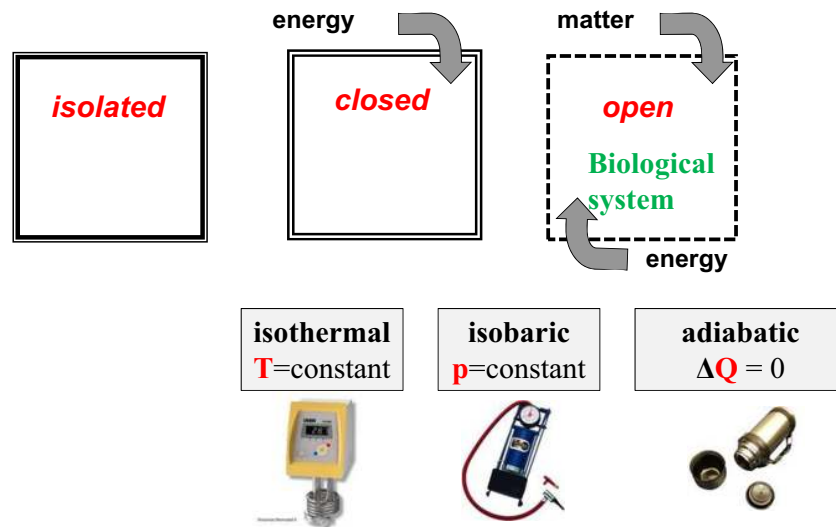 energy
matter
isolated
closed
open
Biological
system
energy
isothermal
T=constant
isobaric
p=constant
adiabatic
ΔQ = 0